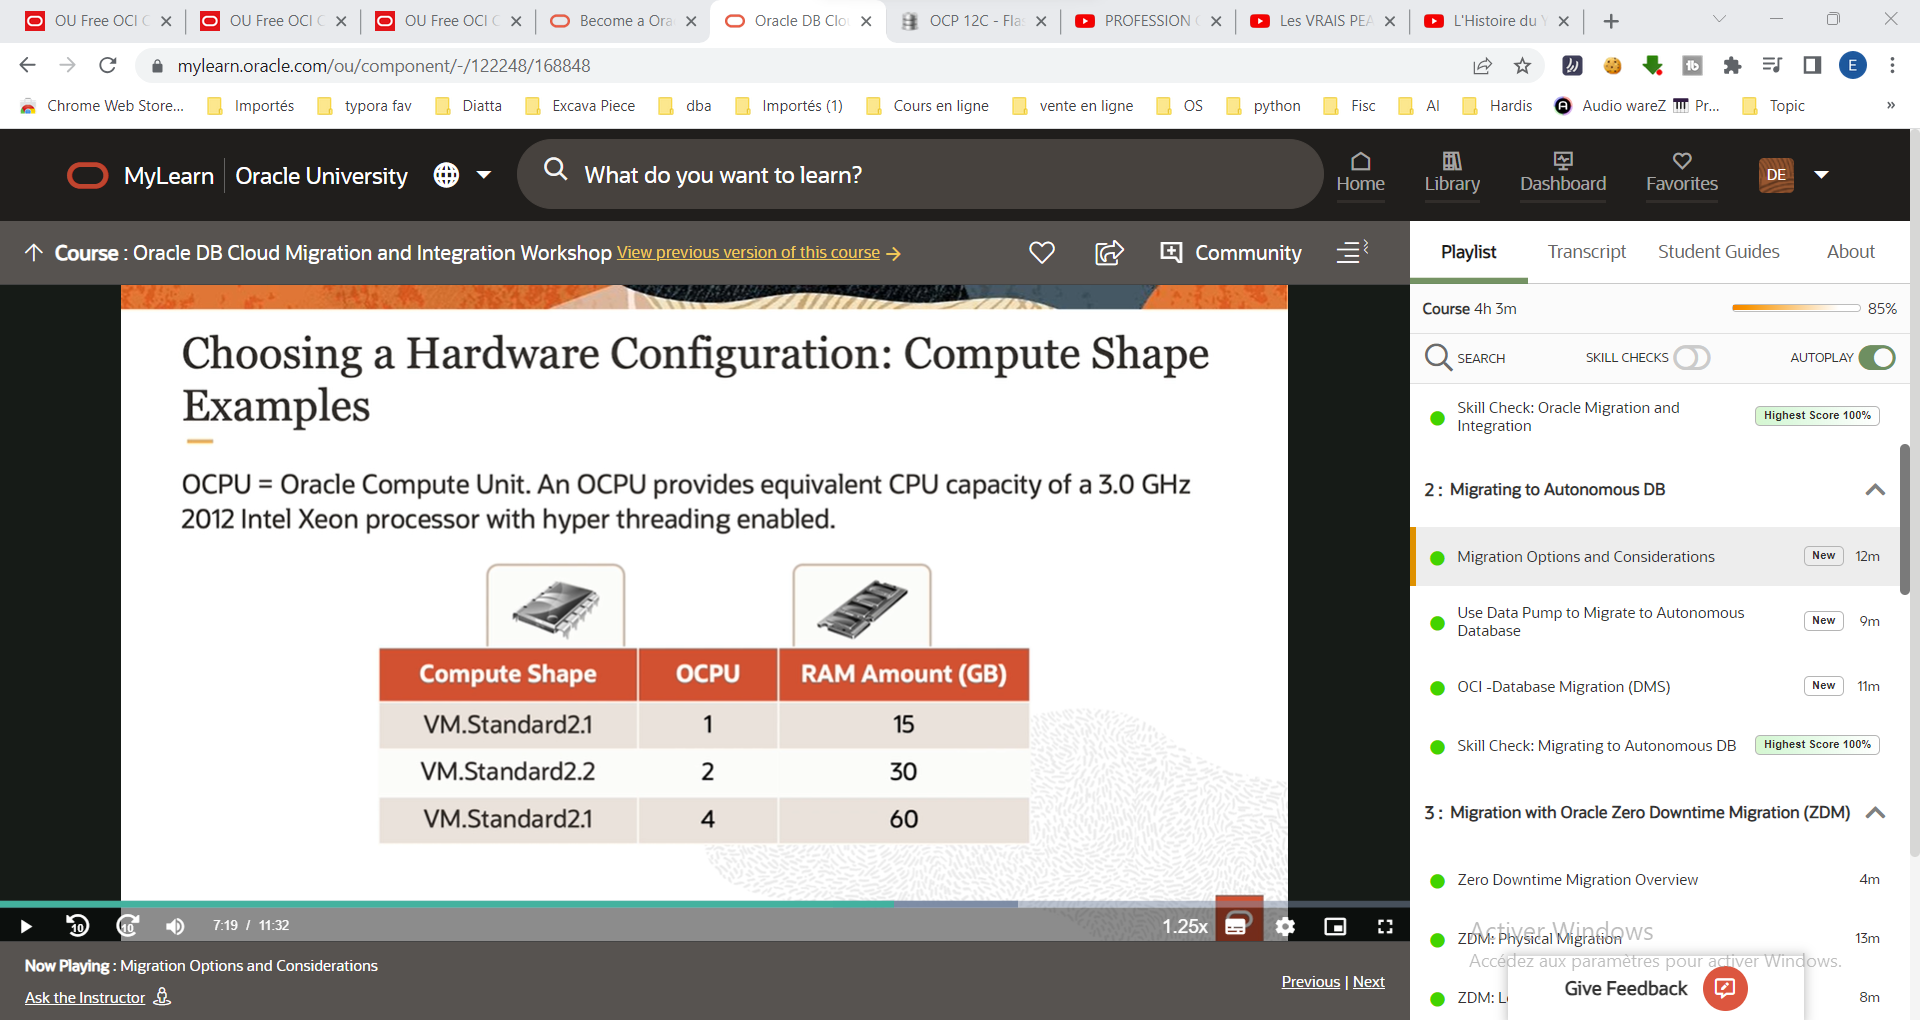 OU Free OCI C
OU Free OCI C
OU Free OCI C
Become a Ora
Oracle DB Clo
OCP 12C - Fla
PROFESSION
Les VRAIS PEA
L'Histoire du Y
mylearn.oracle.com/ou/component/-/122248/168848
E
Chrome Web Store...
Importés
typora fav
Diatta
Excava Piece
dba
Importés (1)
Cours en ligne
vente en ligne
OS
python
Fisc
AI
Hardis
Audio wareZ
Pr...
Topic
»
MyLearn
Oracle University
What do you want to learn?
Home
Library
Dashboard
Favorites
DE
Course : Oracle DB Cloud Migration and Integration Workshop View previous version of this course →
Community
Playlist
Transcript
Student Guides
About
Course 4h 3m
85%
SEARCH
SKILL CHECKS
AUTOPLAY
Choosing a Hardware Configuration: Compute Shape
Examples
OCPU = Oracle Compute Unit. An OCPU provides equivalent CPU capacity of a 3.0 GHz
2012 Intel Xeon processor with hyper threading enabled.
Compute Shape OCPU RAM Amount (GB)
VM.Standard2.1 1 15
VM.Standard2.2 2 30
VM.Standard2.1 4 60
10
10
7:19 / 11:32
1.25x
Now Playing : Migration Options and Considerations
Ask the Instructor
Previous | Next
Skill Check: Oracle Migration and
Integration
Highest Score 100%
2 : Migrating to Autonomous DB
Migration Options and Considerations
New
12m
Use Data Pump to Migrate to Autonomous
Database
New
9m
OCI -Database Migration (DMS)
New
11m
Skill Check: Migrating to Autonomous DB
Highest Score 100%
3 : Migration with Oracle Zero Downtime Migration (ZDM)
Zero Downtime Migration Overview
4m
Activer Windows
ZDM: Physical Migration
13m
Accédez aux paramètres pour activer Windows.
ZDM: L
8m
Give Feedback